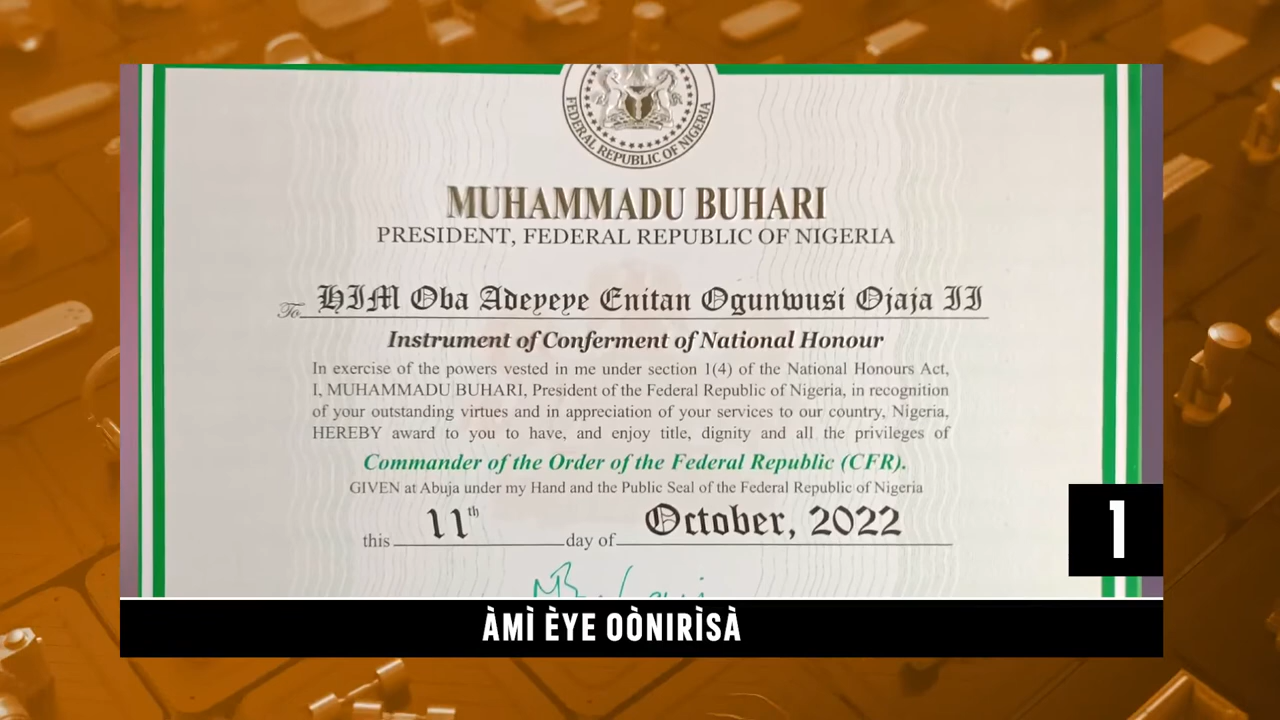 FEDERAL REPUBLIC OF NIGERIA
MUHAMMADU BUHARI
PRESIDENT, FEDERAL REPUBLIC OF NIGERIA
To HIM Oba Adeyeye Enitan Ogunwusi Ojaja II
Instrument of Conferment of National Honour
In exercise of the powers vested in me under section 1(4) of the National Honours Act,
I, MUHAMMADU BUHARI, President of the Federal Republic of Nigeria, in recognition
of your outstanding virtues and in appreciation of your services to our country, Nigeria,
HEREBY award to you to have, and enjoy title, dignity and all the privileges of
Commander of the Order of the Federal Republic (CFR).
GIVEN at Abuja under my Hand and the Public Seal of the Federal Republic of Nigeria
this 11th day of October, 2022
1
ÀMÌ ÈYE OÒNIRÌSÀ